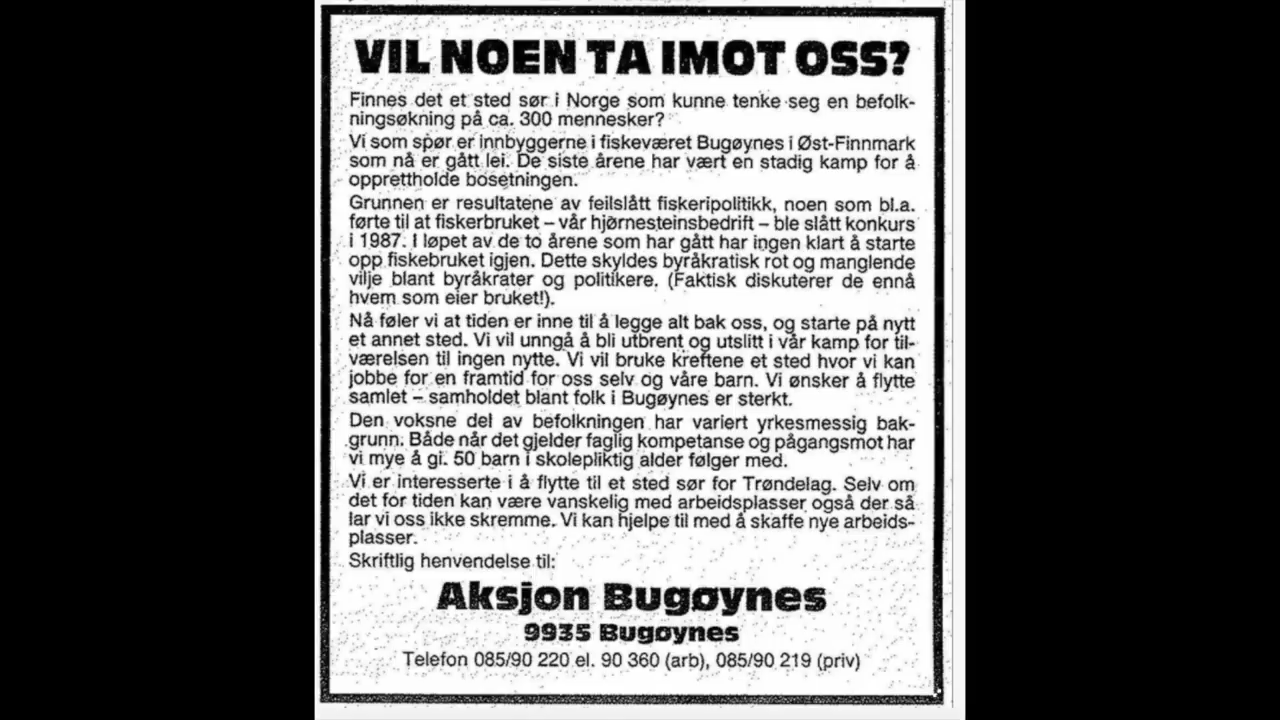 VIL NOEN TA IMOT OSS?
Finnes det et sted sør i Norge som kunne tenke seg en befolk-
ningsøkning på ca. 300 mennesker?
Vi som spør er innbyggerne i fiskeværet Bugøynes i Øst-Finnmark
som nå er gått lei. De siste årene har vært en stadig kamp for å
opprettholde bosetningen.
Grunnen er resultatene av feilslått fiskeripolitikk, noen som bl.a.
førte til at fiskerbruket – vår hjørnesteinsbedrift – ble slått konkurs
i 1987. I løpet av de to årene som har gått har ingen klart å starte
opp fiskebruket igjen. Dette skyldes byråkratisk rot og manglende
vilje blant byråkrater og politikere. (Faktisk diskuterer de ennå
hvem som eier bruket!).
Nå føler vi at tiden er inne til å legge alt bak oss, og starte på nytt
et annet sted. Vi vil unngå å bli utbrent og utslitt i vår kamp for til-
værelsen til ingen nytte. Vi vil bruke kreftene et sted hvor vi kan
jobbe for en framtid for oss selv og våre barn. Vi ønsker å flytte
samlet – samholdet blant folk i Bugøynes er sterkt.
Den voksne del av befolkningen har variert yrkesmessig bak-
grunn. Både når det gjelder faglig kompetanse og pågangsmot har
vi mye å gi. 50 barn i skolepliktig alder følger med.
Vi er interesserte i å flytte til et sted sør for Trøndelag. Selv om
det for tiden kan være vanskelig med arbeidsplasser også der så
lar vi oss ikke skremme. Vi kan hjelpe til med å skaffe nye arbeids-
plasser.
Skriftlig henvendelse til:
Aksjon Bugøynes
9935 Bugøynes
Telefon 085/90 220 el. 90 360 (arb), 085/90 219 (priv)